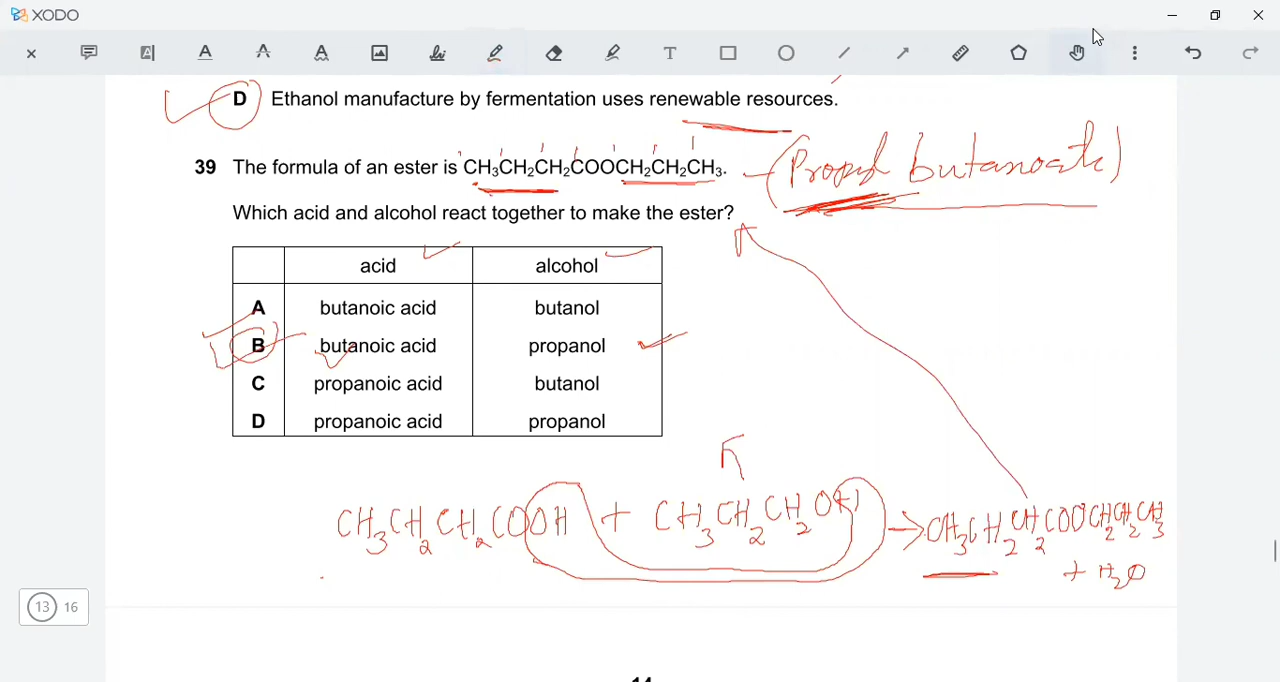 XODO
D Ethanol manufacture by fermentation uses renewable resources.
39 The formula of an ester is CH₃CH₂CH₂COOCH₂CH₂CH₃. (Propyl butanoate)
Which acid and alcohol react together to make the ester?
acid alcohol
A butanoic acid butanol
B butanoic acid propanol
C propanoic acid butanol
D propanoic acid propanol
CH₃CH₂CH₂COOH + CH₃CH₂CH₂OH → CH₃CH₂CH₂COOCH₂CH₂CH₃
+ H₂O
13 16